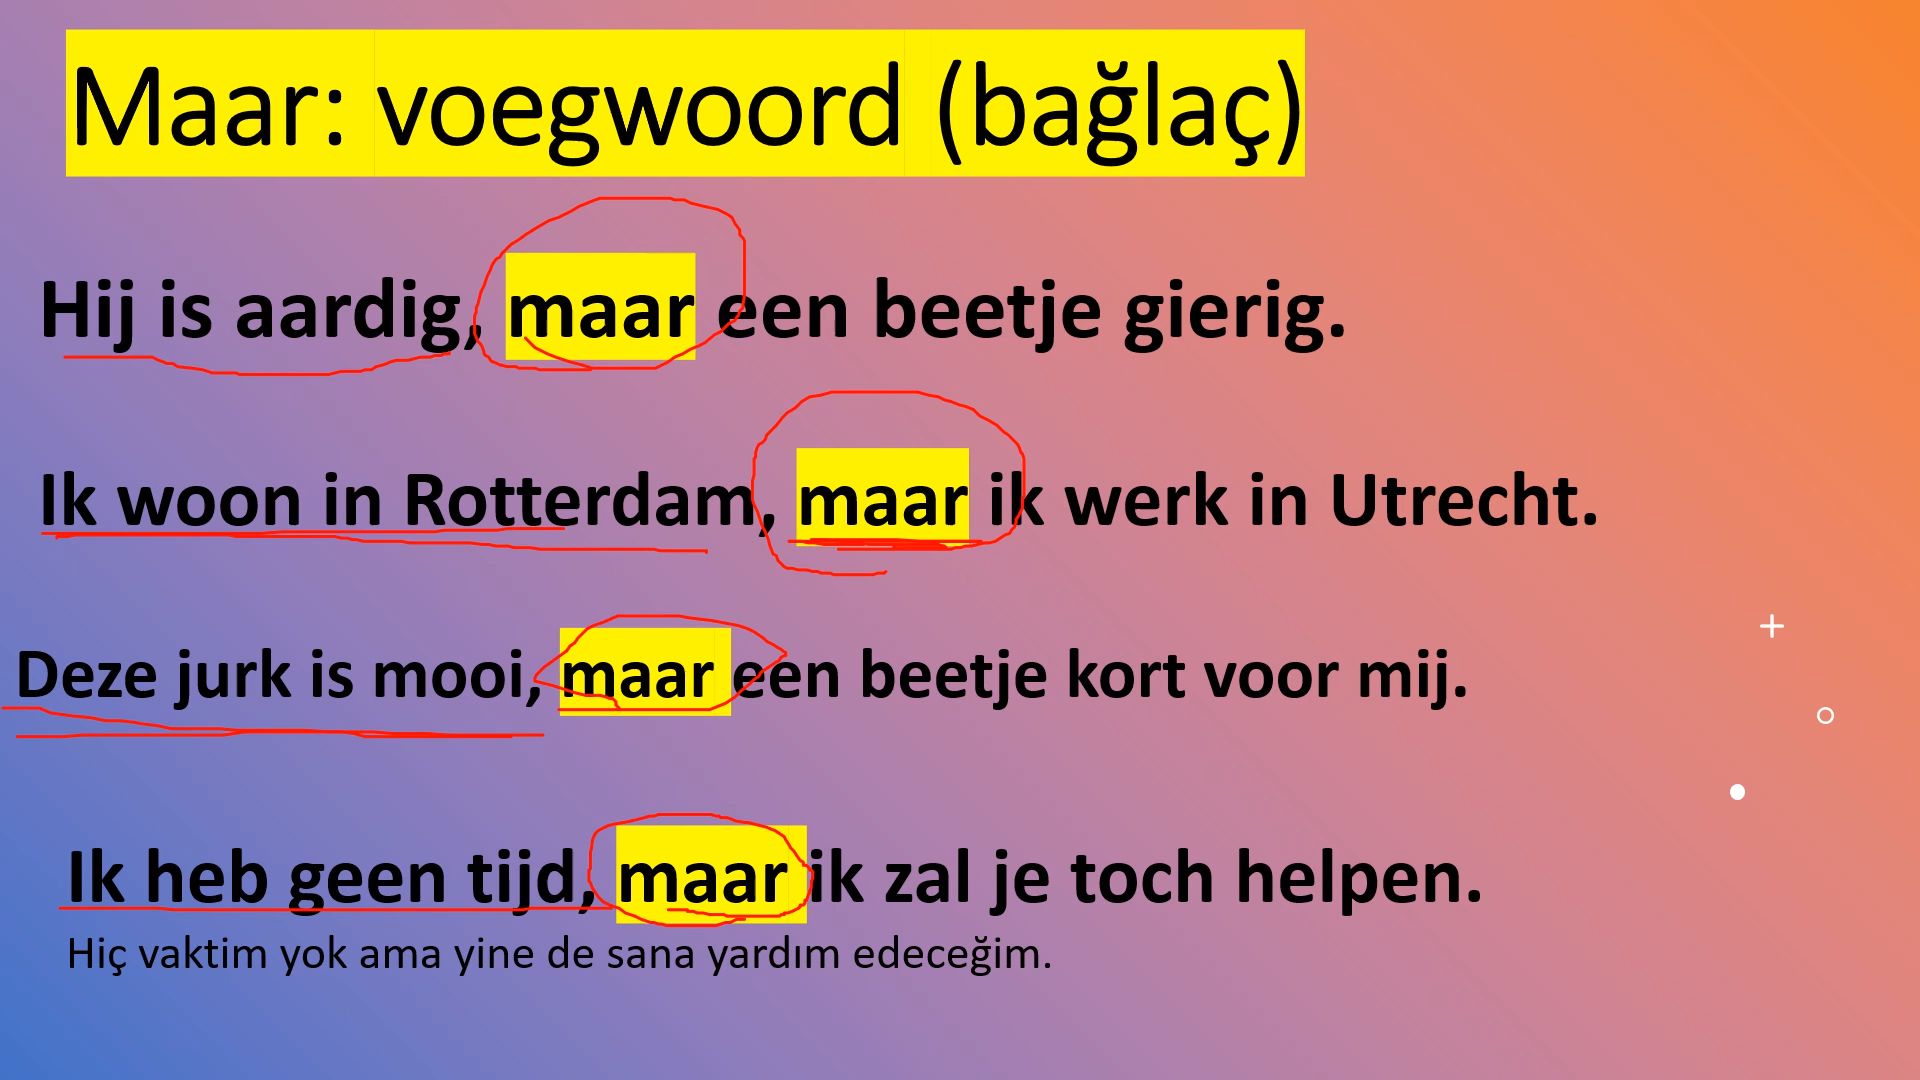 Maar: voegwoord (bağlaç)
Hij is aardig, maar een beetje gierig.
Ik woon in Rotterdam, maar ik werk in Utrecht.
Deze jurk is mooi, maar een beetje kort voor mij.
Ik heb geen tijd, maar ik zal je toch helpen.
Hiç vaktim yok ama yine de sana yardım edeceğim.